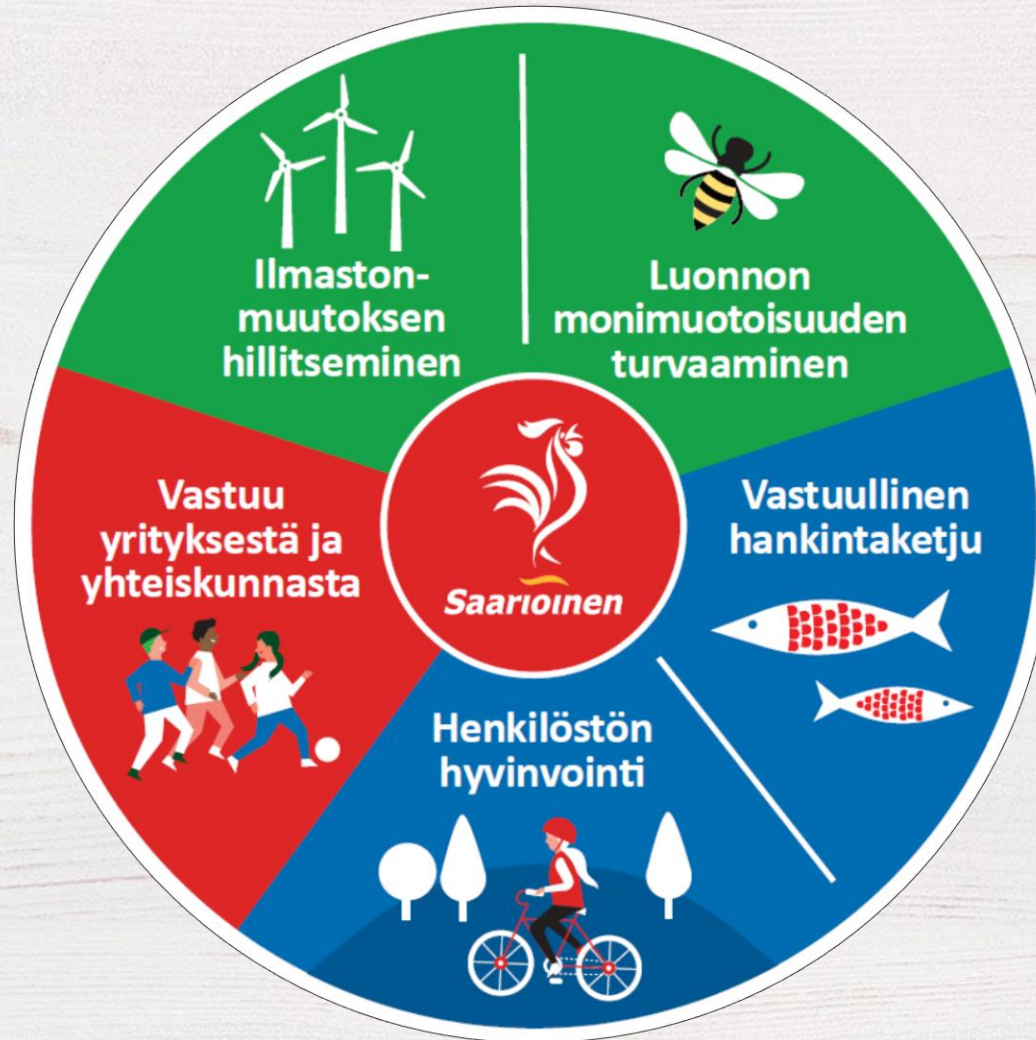 Ilmaston-
muutoksen
hillitseminen
Luonnon
monimuotoisuuden
turvaaminen
Vastuullinen
hankintaketju
Henkilöstön
hyvinvointi
Vastuu
yrityksestä ja
yhteiskunnasta
Saarioinen